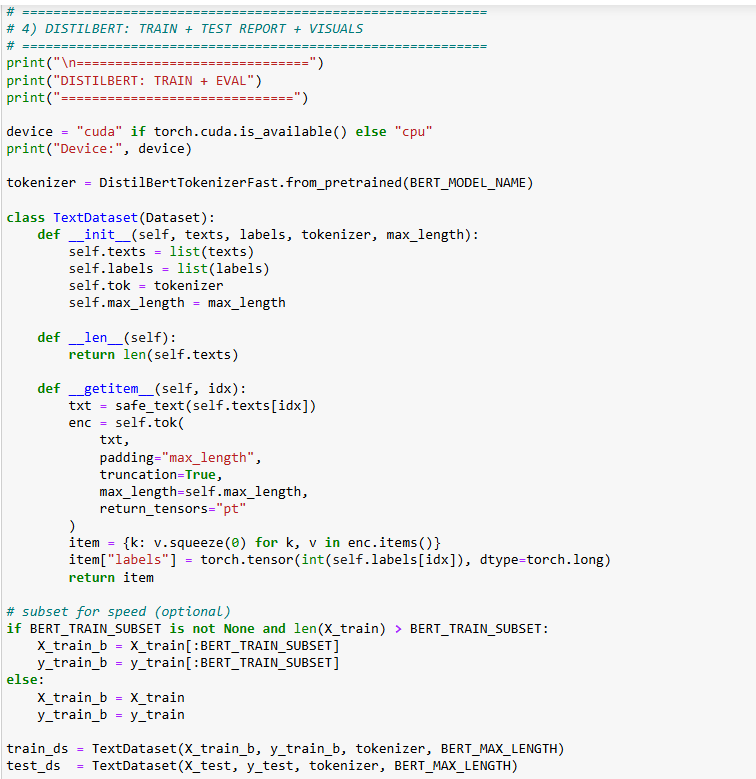 # ============================================================
# 4) DISTILBERT: TRAIN + TEST REPORT + VISUALS
# ============================================================
print("\n==============================")
print("DISTILBERT: TRAIN + EVAL")
print("==============================")

device = "cuda" if torch.cuda.is_available() else "cpu"
print("Device:", device)

tokenizer = DistilBertTokenizerFast.from_pretrained(BERT_MODEL_NAME)

class TextDataset(Dataset):
    def __init__(self, texts, labels, tokenizer, max_length):
        self.texts = list(texts)
        self.labels = list(labels)
        self.tok = tokenizer
        self.max_length = max_length

    def __len__(self):
        return len(self.texts)

    def __getitem__(self, idx):
        txt = safe_text(self.texts[idx])
        enc = self.tok(
            txt,
            padding="max_length",
            truncation=True,
            max_length=self.max_length,
            return_tensors="pt"
        )
        item = {k: v.squeeze(0) for k, v in enc.items()}
        item["labels"] = torch.tensor(int(self.labels[idx]), dtype=torch.long)
        return item

# subset for speed (optional)
if BERT_TRAIN_SUBSET is not None and len(X_train) > BERT_TRAIN_SUBSET:
    X_train_b = X_train[:BERT_TRAIN_SUBSET]
    y_train_b = y_train[:BERT_TRAIN_SUBSET]
else:
    X_train_b = X_train
    y_train_b = y_train

train_ds = TextDataset(X_train_b, y_train_b, tokenizer, BERT_MAX_LENGTH)
test_ds  = TextDataset(X_test, y_test, tokenizer, BERT_MAX_LENGTH)